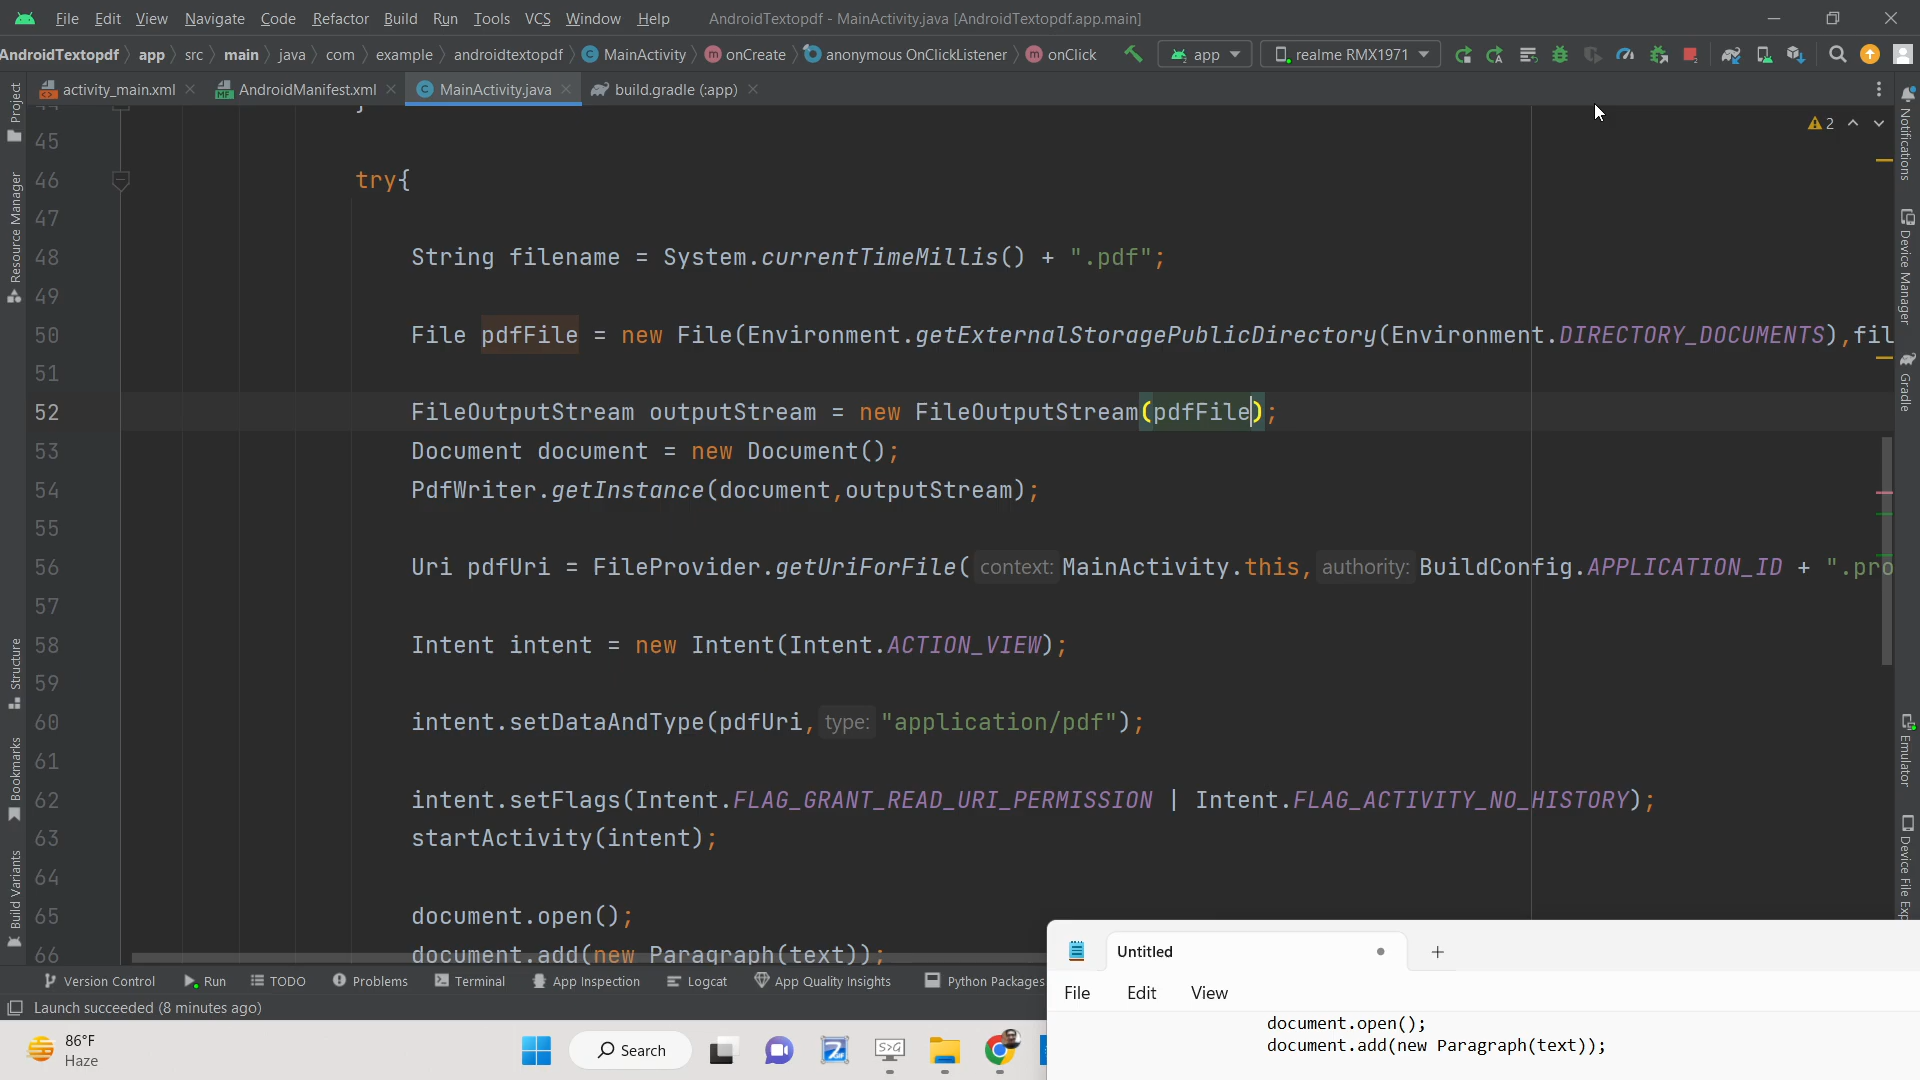 File Edit View Navigate Code Refactor Build Run Tools VCS Window Help AndroidTextopdf - MainActivity.java [AndroidTextopdf.app.main]
AndroidTextopdf app src main java com example androidtextopdf MainActivity onCreate anonymous OnClickListener onClick app realme RMX1971
activity_main.xml AndroidManifest.xml MainActivity.java build.gradle (:app)
2
45
46 try{
47
48 String filename = System.currentTimeMillis() + ".pdf";
49
50 File pdfFile = new File(Environment.getExternalStoragePublicDirectory(Environment.DIRECTORY_DOCUMENTS),fil
51
52 FileOutputStream outputStream = new FileOutputStream(pdfFile);
53 Document document = new Document();
54 PdfWriter.getInstance(document,outputStream);
55
56 Uri pdfUri = FileProvider.getUriForFile( context: MainActivity.this, authority: BuildConfig.APPLICATION_ID + ".pro
57
58 Intent intent = new Intent(Intent.ACTION_VIEW);
59
60 intent.setDataAndType(pdfUri, type: "application/pdf");
61
62 intent.setFlags(Intent.FLAG_GRANT_READ_URI_PERMISSION | Intent.FLAG_ACTIVITY_NO_HISTORY);
63 startActivity(intent);
64
65 document.open();
66 document.add(new Paragraph(text));
Project
Resource Manager
Structure
Bookmarks
Build Variants
Notifications
Device Manager
Gradle
Emulator
Device File Exp
Version Control Run TODO Problems Terminal Logcat App Inspection App Quality Insights Python Packages
Launch succeeded (8 minutes ago)
Untitled
File Edit View
document.open();
document.add(new Paragraph(text));
86°F
Haze
Search